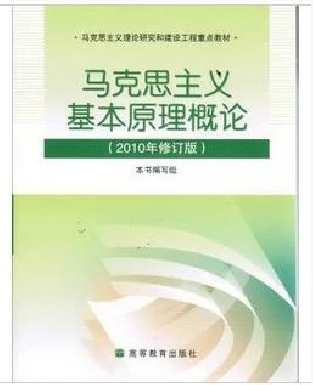 ·马克思主义理论研究和建设工程重点教材·
马克思主义
基本原理概论
（2010年修订版）
本书编写组
高等教育出版社